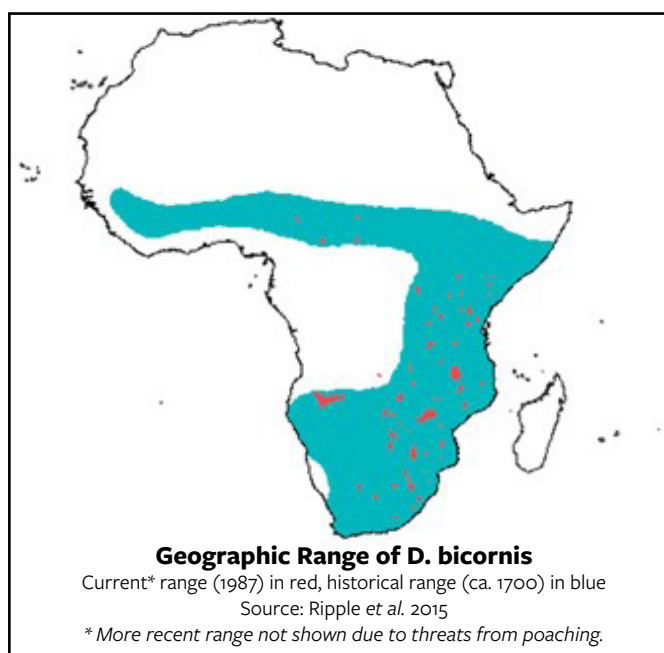 Geographic Range of D. bicornis
Current* range (1987) in red, historical range (ca. 1700) in blue
Source: Ripple et al. 2015
* More recent range not shown due to threats from poaching.